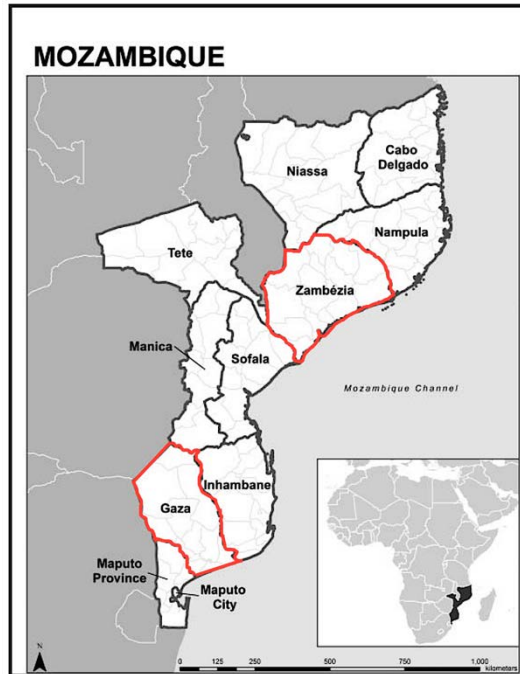 MOZAMBIQUE
Cabo
Delgado
Niassa
Nampula
Tete
Zambézia
Manica
Sofala
Mozambique Channel
Inhambane
Gaza
Maputo
Province
Maputo
City
N
0 125 250 500 750 1,000
kilometers